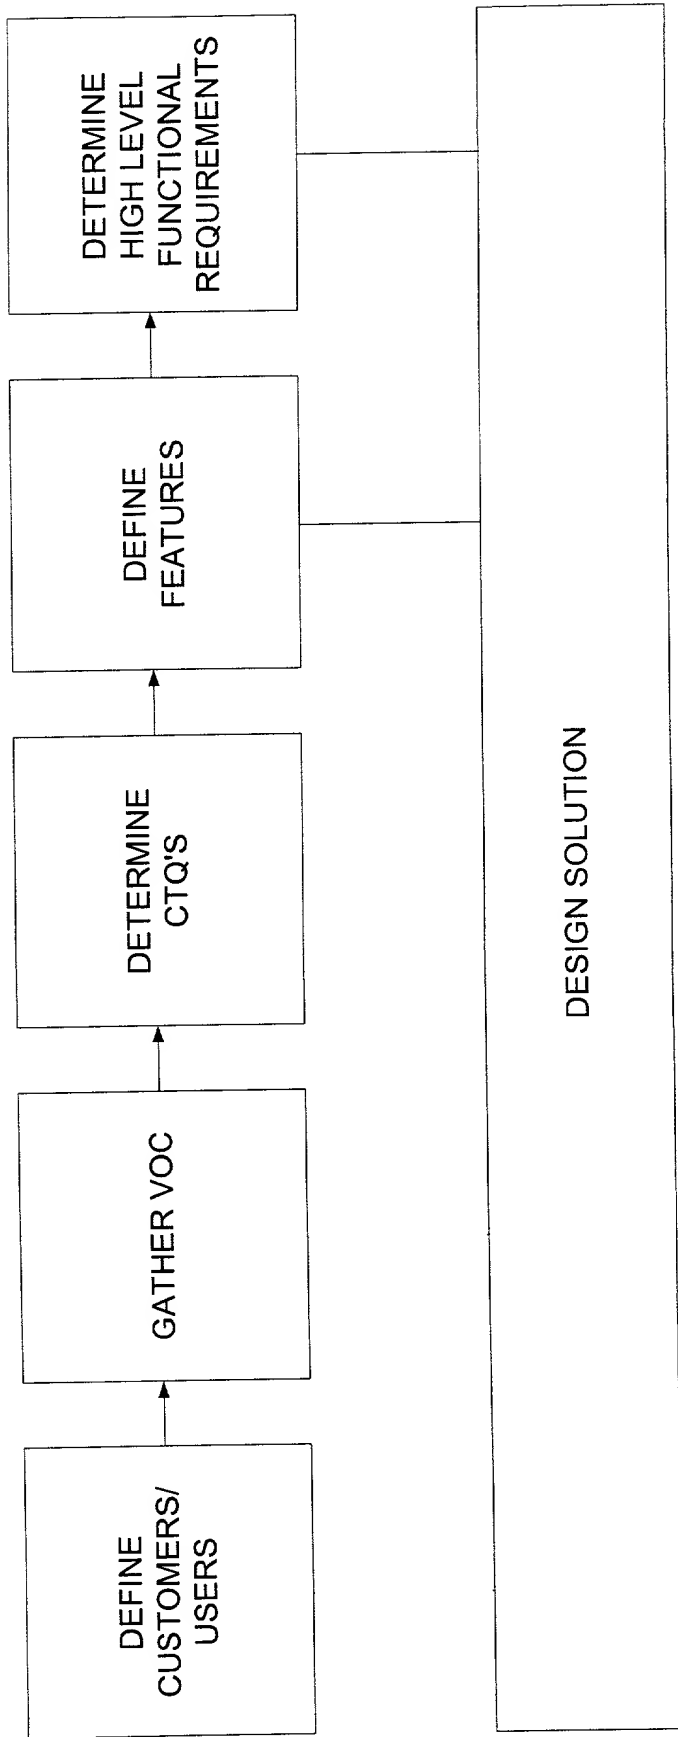 DEFINE
CUSTOMERS/
USERS
GATHER VOC
DETERMINE
CTQ'S
DEFINE
FEATURES
DETERMINE
HIGH LEVEL
FUNCTIONAL
REQUIREMENTS
DESIGN SOLUTION